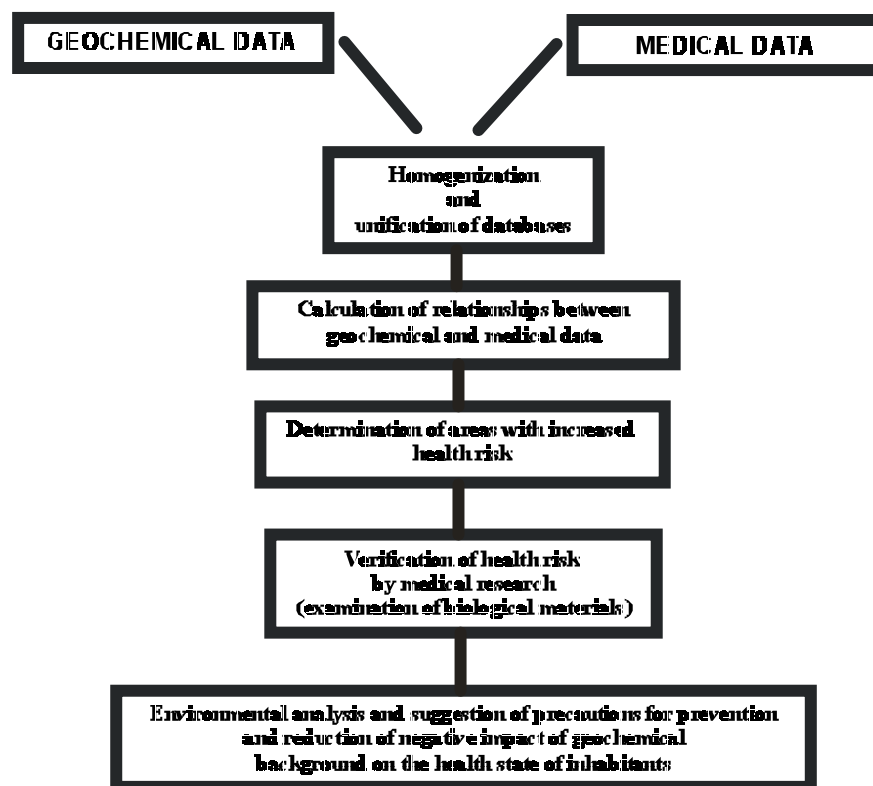 GEOCHEMICAL DATA
MEDICAL DATA
Homogenization
and
unification of databases
Calculation of relationships between
geochemical and medical data
Determination of areas with increased
health risk
Verification of health risk
by medical research
(examination of biological materials)
Environmental analysis and suggestion of precautions for prevention
and reduction of negative impact of geochemical
background on the health state of inhabitants